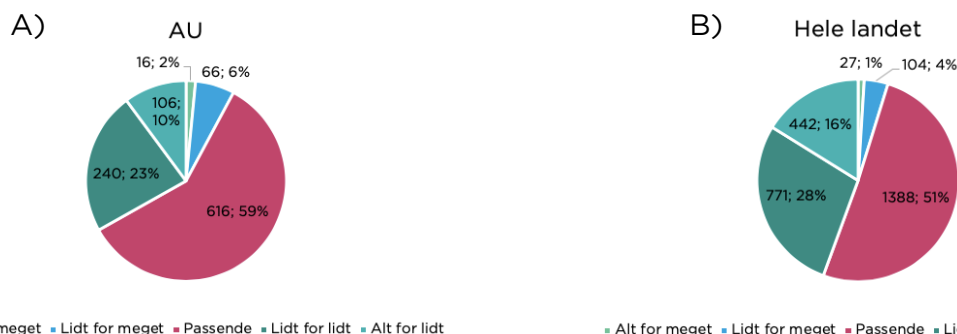 A)
AU
16; 2%
66; 6%
106;
10%
240; 23%
616; 59%
meget Lidt for meget Passende Lidt for lidt Alt for lidt
B)
Hele landet
27; 1%
104; 4%
442; 16%
771; 28%
1388; 51%
Alt for meget Lidt for meget Passende